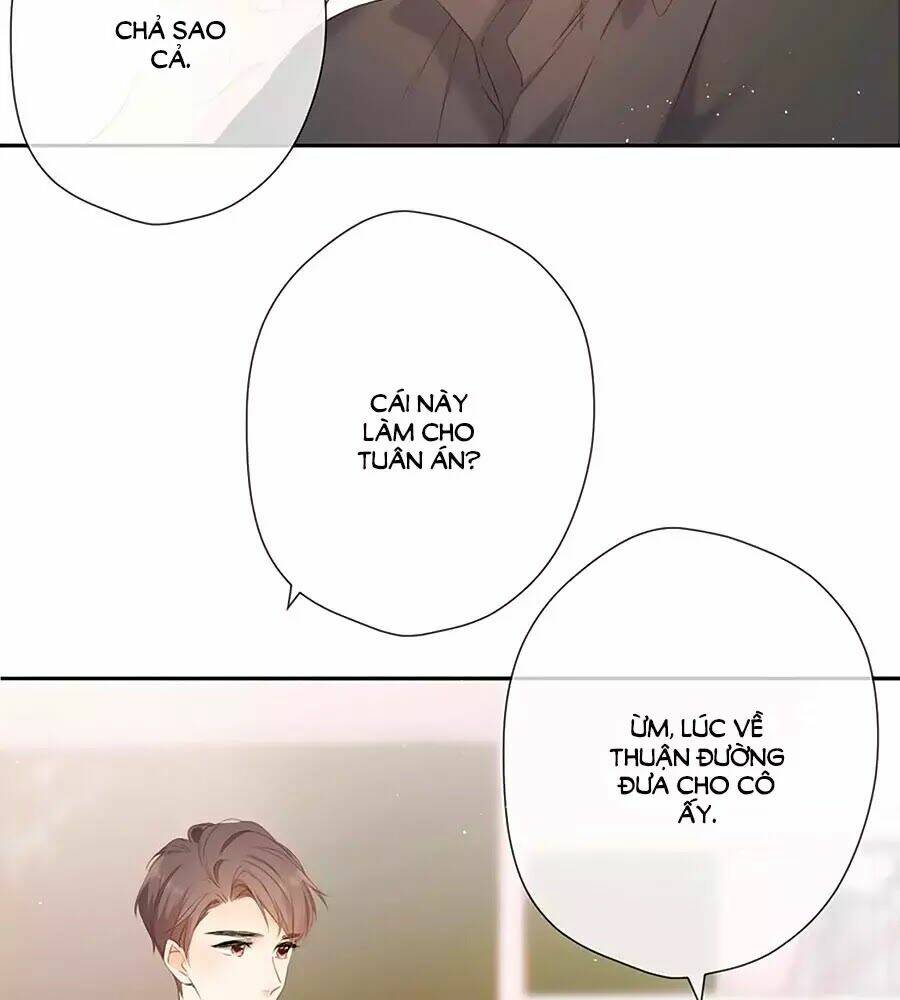 CHẢ SAO
CẢ.
CÁI NÀY
LÀM CHO
TUÂN ÁN?
ỪM, LÚC VỀ
THUẬN ĐƯỜNG
ĐƯA CHO CÔ
ẤY.